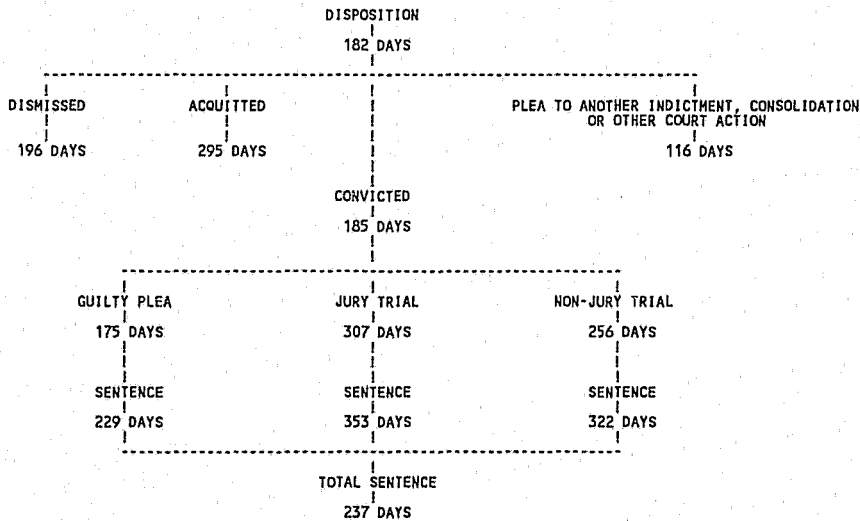 DISPOSITION
182 DAYS
DISMISSED ACQUITTED PLEA TO ANOTHER INDICTMENT, CONSOLIDATION
OR OTHER COURT ACTION
196 DAYS 295 DAYS 116 DAYS
CONVICTED
185 DAYS
GUILTY PLEA JURY TRIAL NON-JURY TRIAL
175 DAYS 307 DAYS 256 DAYS
SENTENCE SENTENCE SENTENCE
229 DAYS 353 DAYS 322 DAYS
TOTAL SENTENCE
237 DAYS